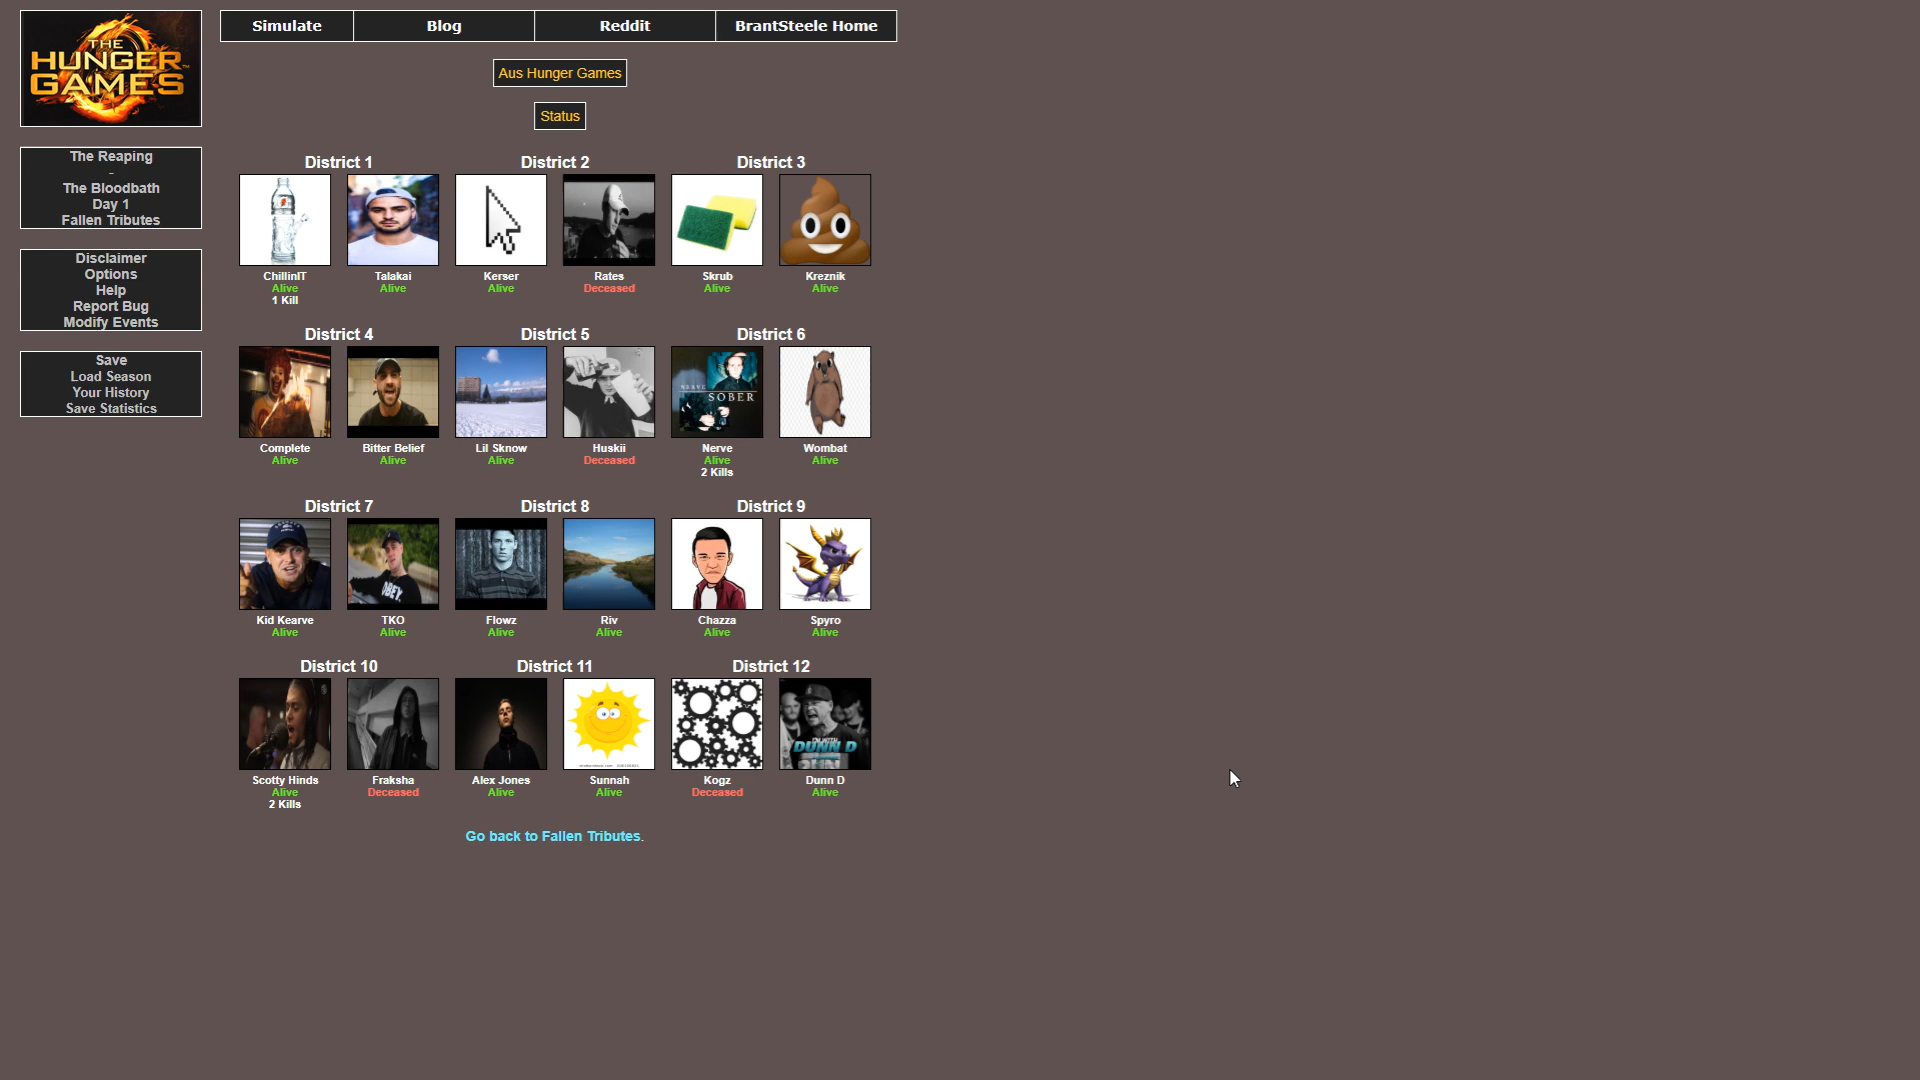 THE
HUNGER
GAMES
Simulate
Blog
Reddit
BrantSteele Home
Aus Hunger Games
Status
The Reaping
-
The Bloodbath
Day 1
Fallen Tributes
Disclaimer
Options
Help
Report Bug
Modify Events
Save
Load Season
Your History
Save Statistics
District 1
District 2
District 3
ChillinIT
Alive
1 Kill
Talakai
Alive
Kerser
Alive
Rates
Deceased
Skrub
Alive
Kreznik
Alive
District 4
District 5
District 6
NERVE
SOBER
Complete
Alive
Bitter Belief
Alive
Lil Sknow
Alive
Huskii
Deceased
Nerve
Alive
2 Kills
Wombat
Alive
District 7
District 8
District 9
OBEY.
Kid Kearve
Alive
TKO
Alive
Flowz
Alive
Riv
Alive
Chazza
Alive
Spyro
Alive
District 10
District 11
District 12
I'M WITH
DUNN D
Scotty Hinds
Alive
2 Kills
Fraksha
Deceased
Alex Jones
Alive
Sunnah
Alive
Kogz
Deceased
Dunn D
Alive
Go back to Fallen Tributes.